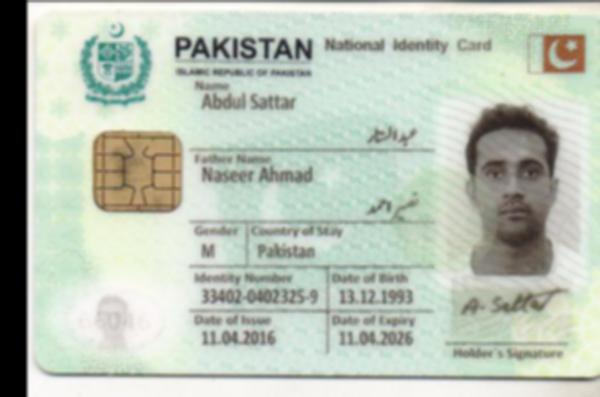 PAKISTAN National Identity Card
ISLAMIC REPUBLIC OF PAKISTAN
Name
Abdul Sattar
عبدالستار
Father Name
Naseer Ahmad
نصیر احمد
Gender Country of Stay
M Pakistan
Identity Number Date of Birth
33402-0402325-9 13.12.1993
Date of Issue Date of Expiry
11.04.2016 11.04.2026
A. Sattar
Holder's Signature